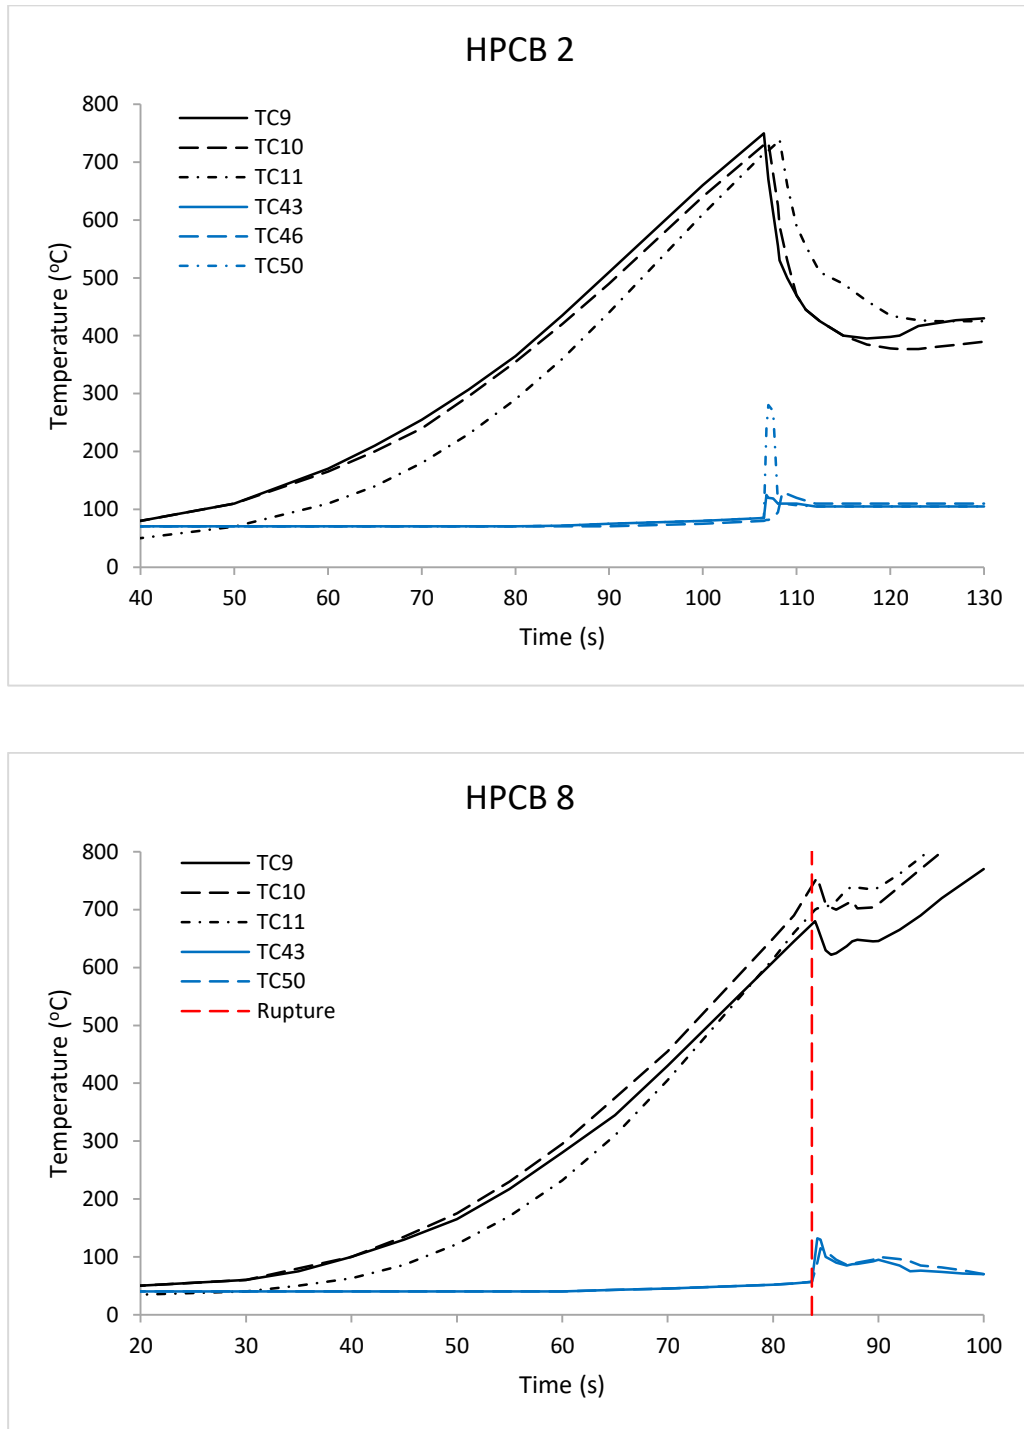 HPCB 2
TC9
TC10
TC11
TC43
TC46
TC50
Temperature (°C)
800
700
600
500
400
300
200
100
0
40 50 60 70 80 90 100 110 120 130
Time (s)
HPCB 8
TC9
TC10
TC11
TC43
TC50
Rupture
Temperature (°C)
800
700
600
500
400
300
200
100
0
20 30 40 50 60 70 80 90 100
Time (s)